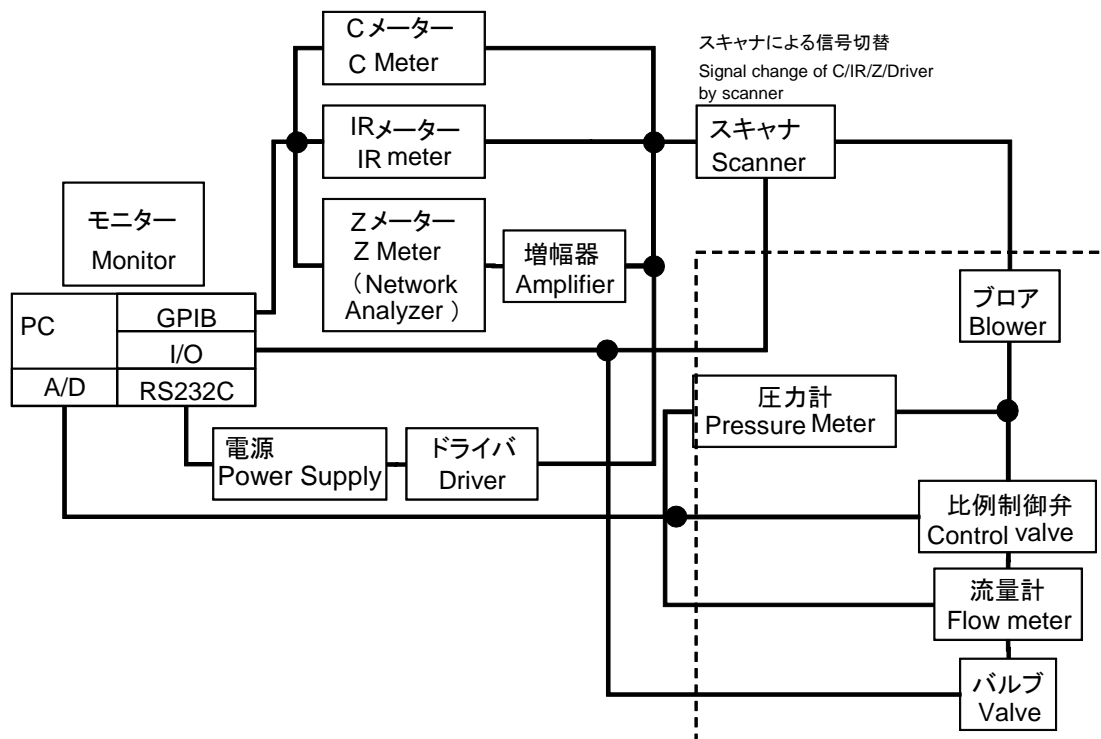 Cメーター
C Meter
スキャナによる信号切替
Signal change of C/IR/Z/Driver
by scanner
IRメーター
IR meter
スキャナ
Scanner
モニター
Monitor
Zメーター
Z Meter
(Network
Analyzer)
増幅器
Amplifier
ブロア
Blower
PC
GPIB
I/O
A/D
RS232C
圧力計
Pressure Meter
電源
Power Supply
ドライバ
Driver
比例制御弁
Control valve
流量計
Flow meter
バルブ
Valve